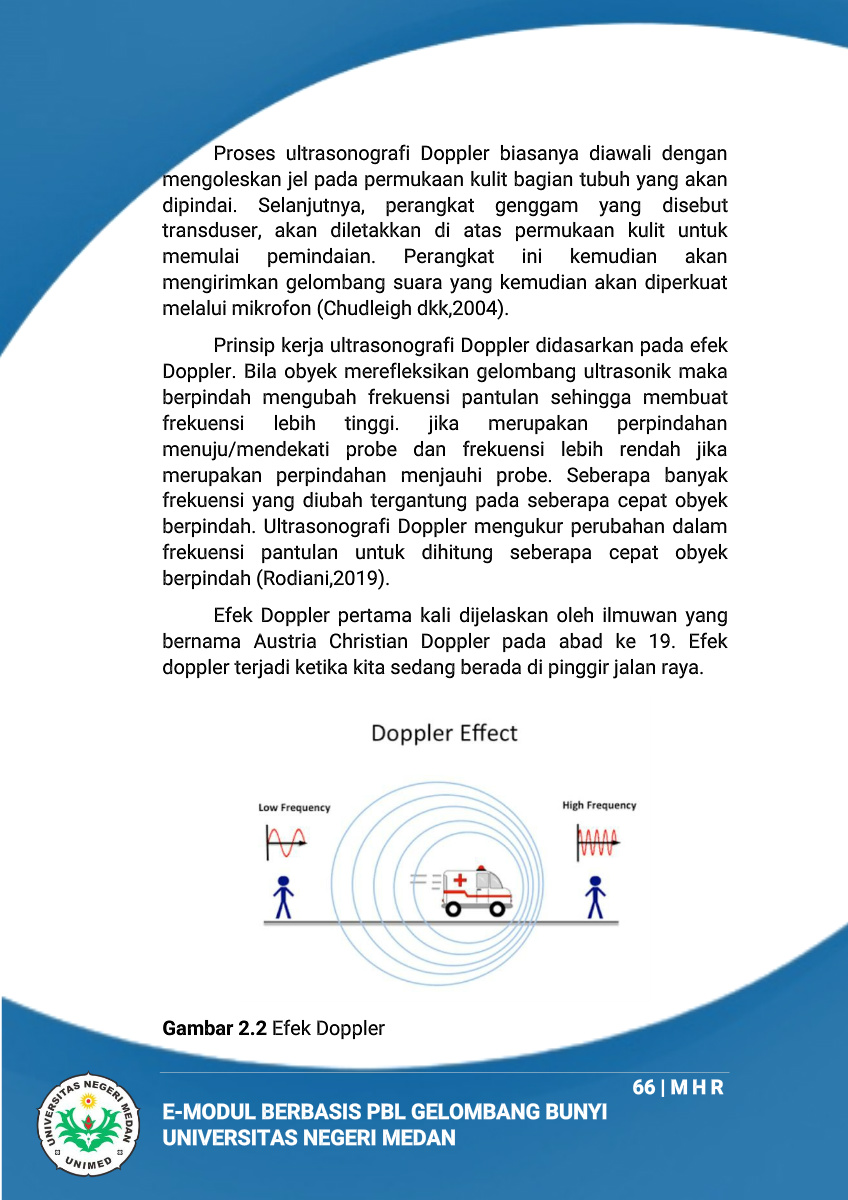 Proses ultrasonografi Doppler biasanya diawali dengan
mengoleskan jel pada permukaan kulit bagian tubuh yang akan
dipindai. Selanjutnya, perangkat genggam yang disebut
transduser, akan diletakkan di atas permukaan kulit untuk
memulai pemindaian. Perangkat ini kemudian akan
mengirimkan gelombang suara yang kemudian akan diperkuat
melalui mikrofon (Chudleigh dkk,2004).
Prinsip kerja ultrasonografi Doppler didasarkan pada efek
Doppler. Bila obyek merefleksikan gelombang ultrasonik maka
berpindah mengubah frekuensi pantulan sehingga membuat
frekuensi lebih tinggi. jika merupakan perpindahan
menuju/mendekati probe dan frekuensi lebih rendah jika
merupakan perpindahan menjauhi probe. Seberapa banyak
frekuensi yang diubah tergantung pada seberapa cepat obyek
berpindah. Ultrasonografi Doppler mengukur perubahan dalam
frekuensi pantulan untuk dihitung seberapa cepat obyek
berpindah (Rodiani,2019).
Efek Doppler pertama kali dijelaskan oleh ilmuwan yang
bernama Austria Christian Doppler pada abad ke 19. Efek
doppler terjadi ketika kita sedang berada di pinggir jalan raya.
Doppler Effect
Low Frequency
High Frequency
Gambar 2.2 Efek Doppler
66 | M H R
E-MODUL BERBASIS PBL GELOMBANG BUNYI
UNIVERSITAS NEGERI MEDAN
UNIVERSITAS NEGERI MEDAN
UNIMED